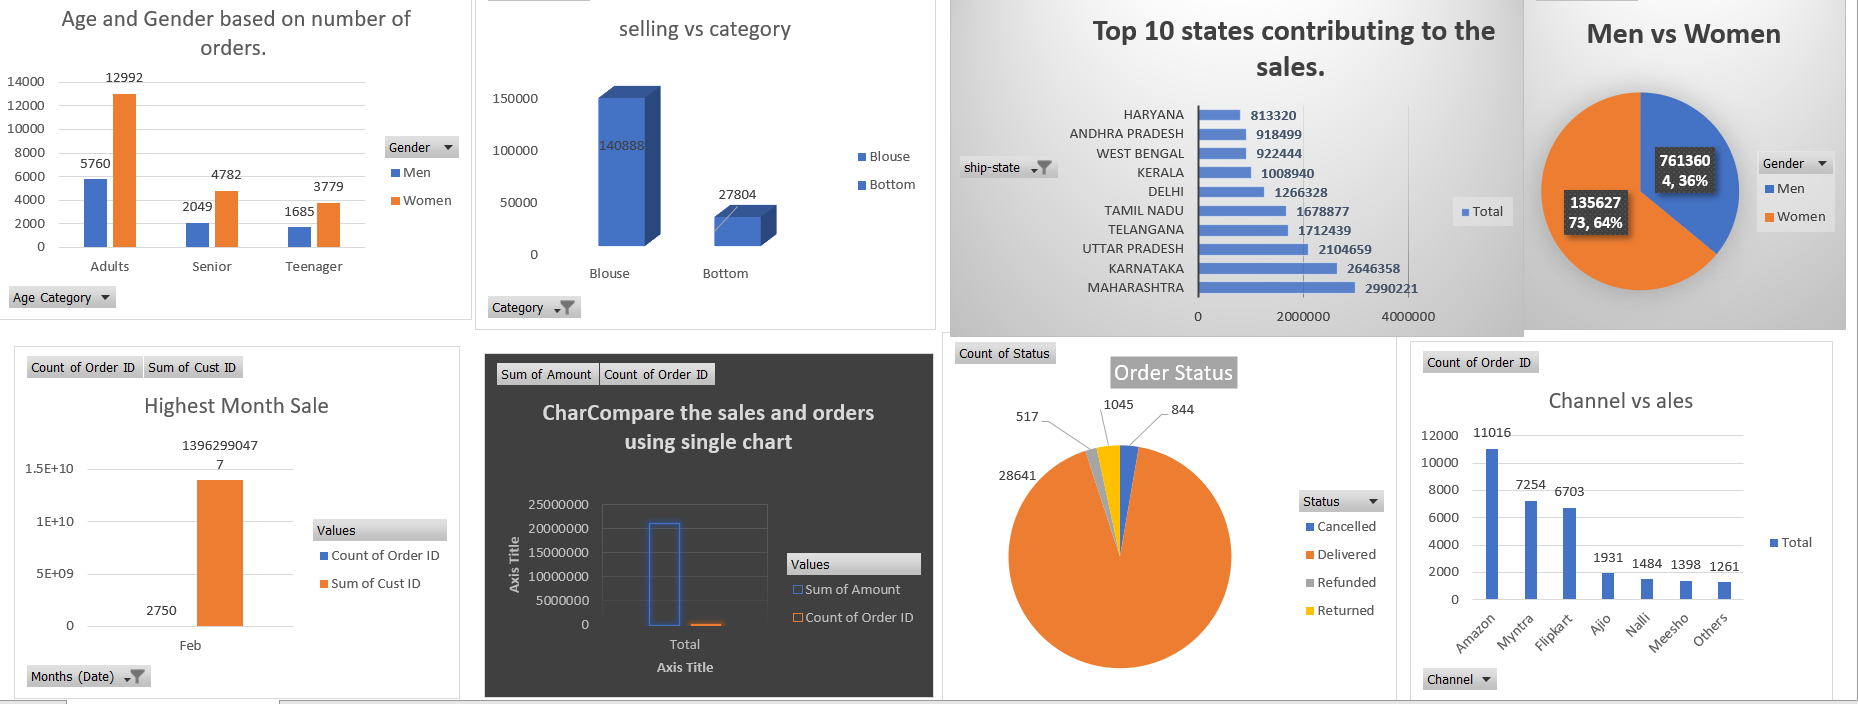 Age and Gender based on number of
orders.
14000
12000
10000
8000
6000
4000
2000
0
12992
5760
4782
2049
3779
1685
Adults
Senior
Teenager
Gender
Men
Women
Age Category
selling vs category
150000
100000
50000
0
140888
27804
Blouse
Bottom
Blouse
Bottom
Category
Top 10 states contributing to the
sales.
ship-state
HARYANA 813320
ANDHRA PRADESH 918499
WEST BENGAL 922444
KERALA 1008940
DELHI 1266328
TAMIL NADU 1678877
TELANGANA 1712439
UTTAR PRADESH 2104659
KARNATAKA 2646358
MAHARASHTRA 2990221
0 2000000 4000000
Total
Men vs Women
761360
4, 36%
135627
73, 64%
Gender
Men
Women
Count of Order ID
Sum of Cust ID
Highest Month Sale
1396299047
7
1.5E+10
1E+10
5E+09
0
2750
Feb
Values
Count of Order ID
Sum of Cust ID
Months (Date)
Sum of Amount
Count of Order ID
CharCompare the sales and orders
using single chart
25000000
20000000
15000000
10000000
5000000
0
Axis Title
Total
Axis Title
Values
Sum of Amount
Count of Order ID
Count of Status
Order Status
517
1045
844
28641
Status
Cancelled
Delivered
Refunded
Returned
Count of Order ID
Channel vs ales
12000
10000
8000
6000
4000
2000
0
11016
7254
6703
1931
1484
1398
1261
Amazon
Myntra
Flipkart
Ajio
Nalli
Meesho
Others
Total
Channel